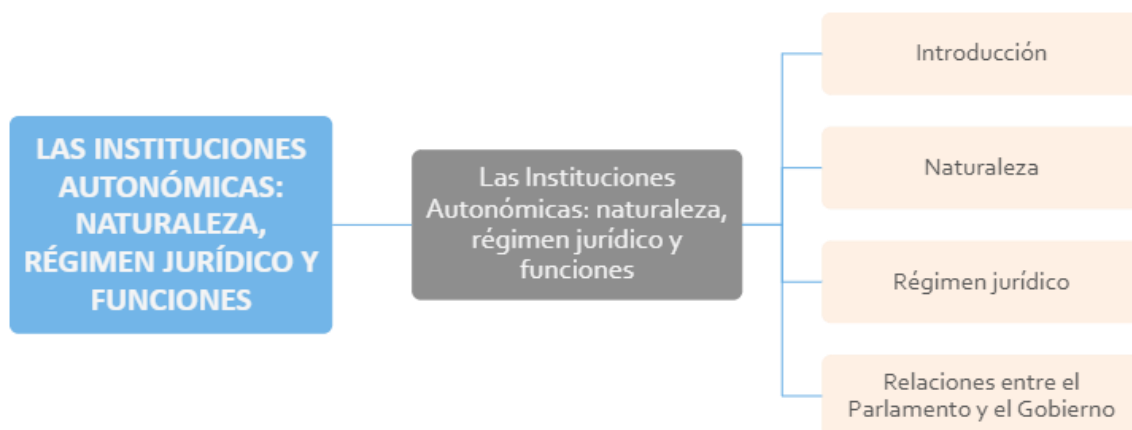 LAS INSTITUCIONES
AUTONÓMICAS:
NATURALEZA,
RÉGIMEN JURÍDICO Y
FUNCIONES
Las Instituciones
Autonómicas: naturaleza,
régimen jurídico y
funciones
Introducción
Naturaleza
Régimen jurídico
Relaciones entre el
Parlamento y el Gobierno